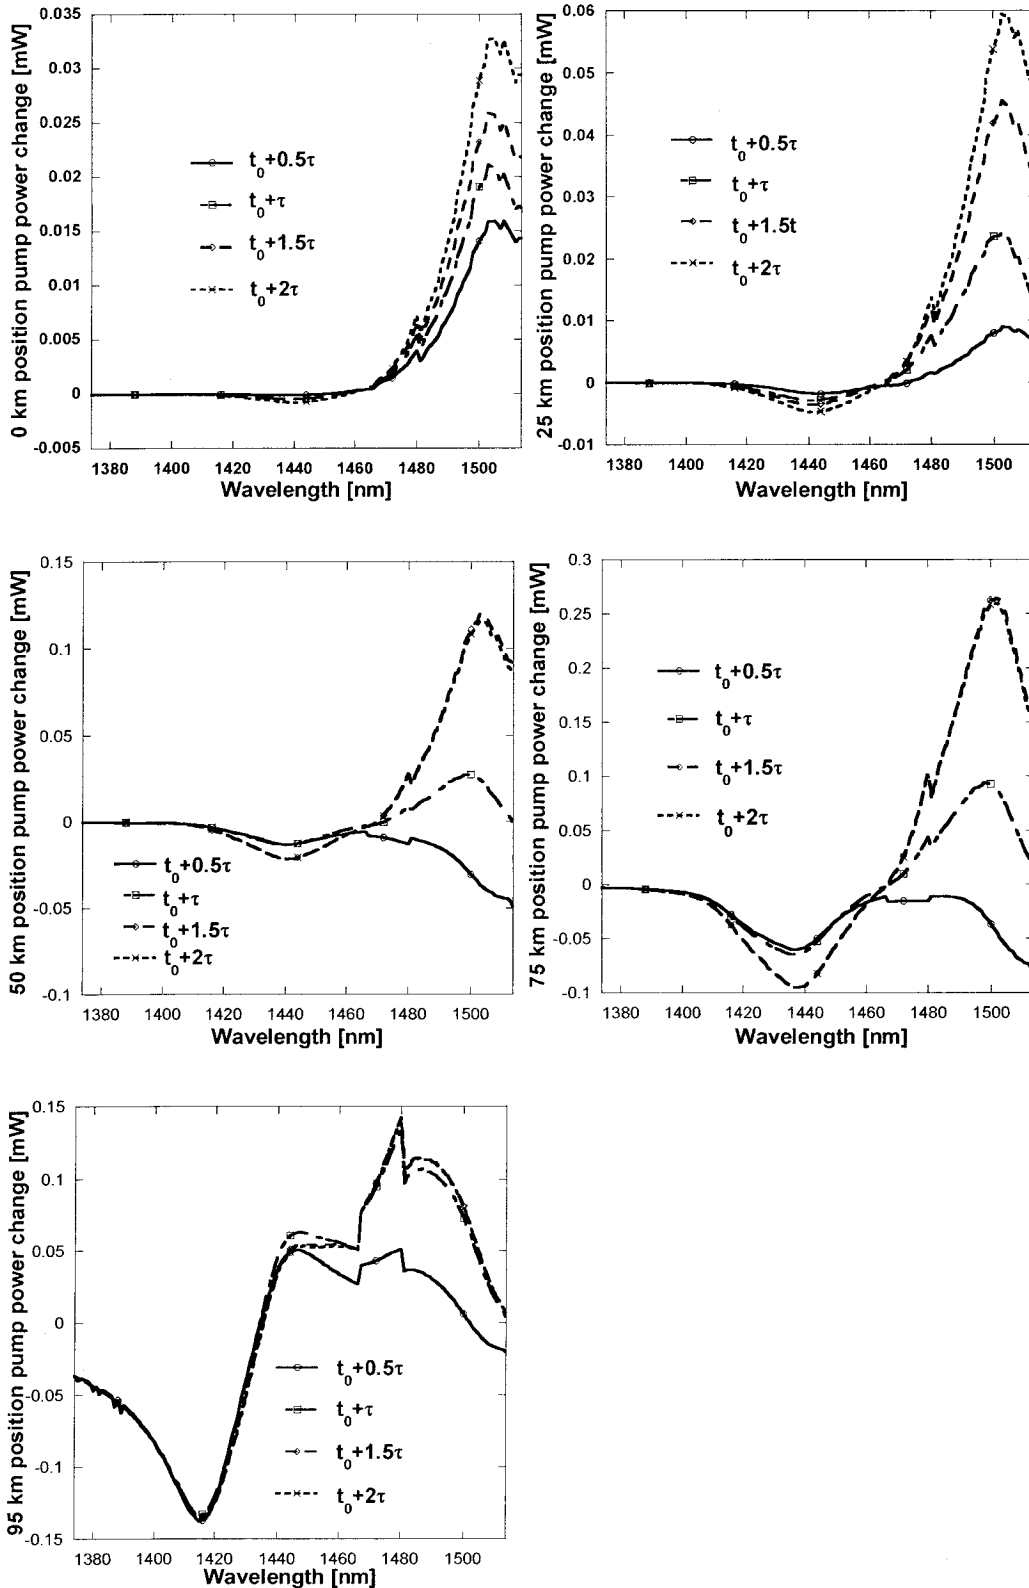 0 km position pump power change [mW]
0.035
0.03
0.025
0.02
0.015
0.01
0.005
0
-0.005
t0+0.5τ
t0+τ
t0+1.5τ
t0+2τ
1380 1400 1420 1440 1460 1480 1500
Wavelength [nm]
25 km position pump power change [mW]
0.06
0.05
0.04
0.03
0.02
0.01
0
-0.01
t0+0.5τ
t0+τ
t0+1.5t
t0+2τ
1380 1400 1420 1440 1460 1480 1500
Wavelength [nm]
50 km position pump power change [mW]
0.15
0.1
0.05
0
-0.05
-0.1
t0+0.5τ
t0+τ
t0+1.5τ
t0+2τ
1380 1400 1420 1440 1460 1480 1500
Wavelength [nm]
75 km position pump power change [mW]
0.3
0.25
0.2
0.15
0.1
0.05
0
-0.05
-0.1
t0+0.5τ
t0+τ
t0+1.5τ
t0+2τ
1380 1400 1420 1440 1460 1480 1500
Wavelength [nm]
95 km position pump power change [mW]
0.15
0.1
0.05
0
-0.05
-0.1
-0.15
t0+0.5τ
t0+τ
t0+1.5τ
t0+2τ
1380 1400 1420 1440 1460 1480 1500
Wavelength [nm]